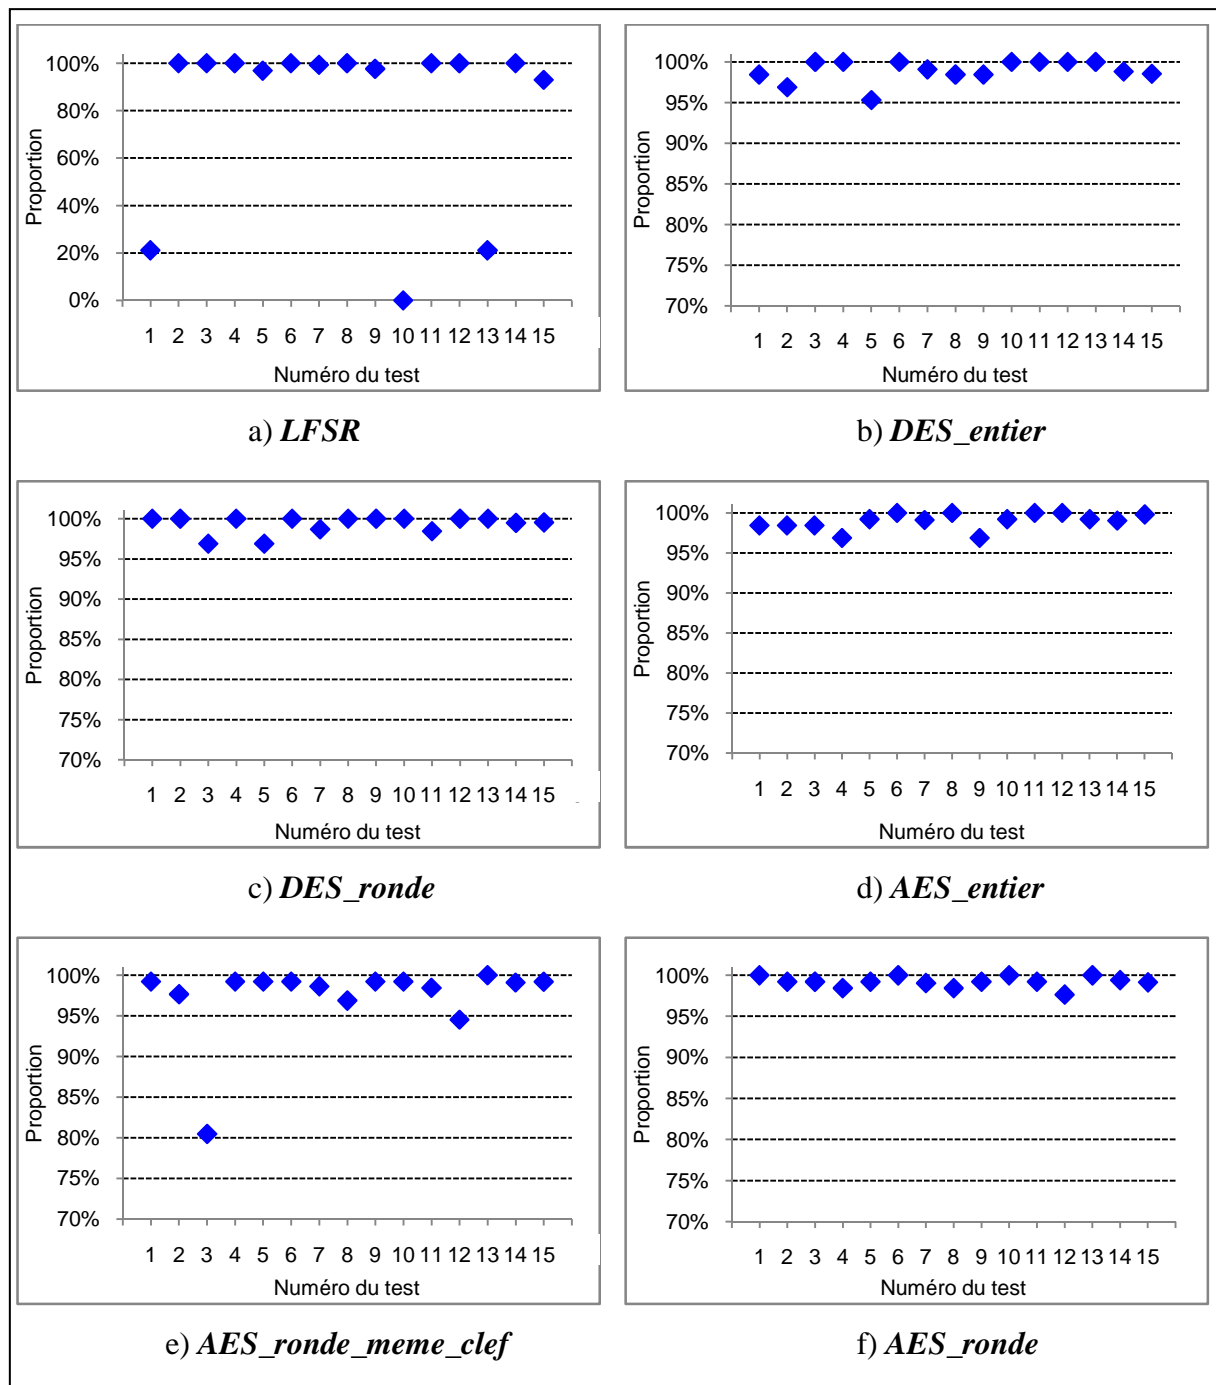 100%
80%
60%
40%
20%
0%
Proportion
1 2 3 4 5 6 7 8 9 10 11 12 13 14 15
Numéro du test
a) LFSR
100%
95%
90%
85%
80%
75%
70%
Proportion
1 2 3 4 5 6 7 8 9 10 11 12 13 14 15
Numéro du test
b) DES_entier
100%
95%
90%
85%
80%
75%
70%
Proportion
1 2 3 4 5 6 7 8 9 10 11 12 13 15
Numéro du test
c) DES_ronde
100%
95%
90%
85%
80%
75%
70%
Proportion
1 2 3 4 5 6 7 8 9 10 11 12 13 14 15
Numéro du test
d) AES_entier
100%
95%
90%
85%
80%
75%
70%
Proportion
1 2 3 4 5 6 7 8 9 10 11 12 13 14 15
Numéro du test
e) AES_ronde_meme_clef
100%
95%
90%
85%
80%
75%
70%
Proportion
1 2 3 4 5 6 7 8 9 10 11 12 13 14 15
Numéro du test
f) AES_ronde